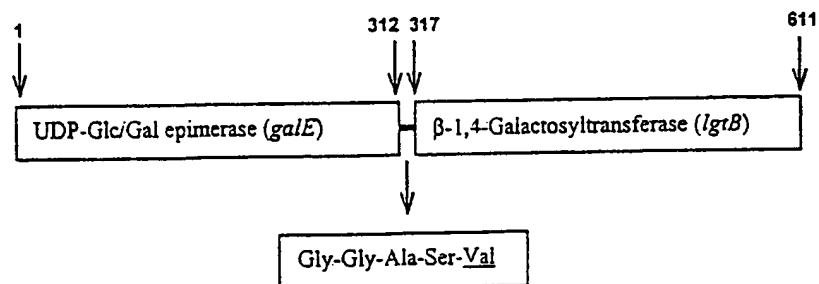 1 312 317 611
UDP-Glc/Gal epimerase (galE) β-1,4-Galactosyltransferase (lgtB)
Gly-Gly-Ala-Ser-Val